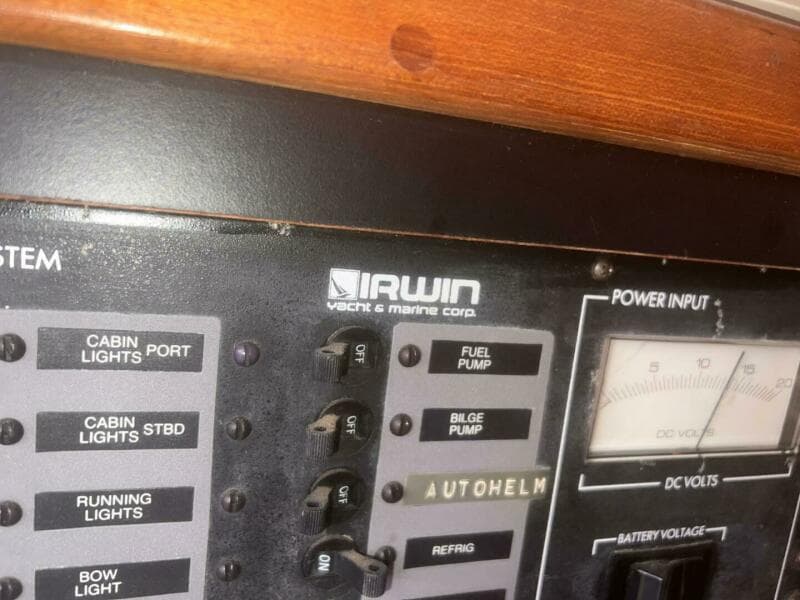 STEM
IRWIN
yacht & marine corp.
POWER INPUT
CABIN
LIGHTS PORT
OFF
FUEL
PUMP
5 10 15 20
DC VOLTS
CABIN
LIGHTS STBD
OFF
BILGE
PUMP
RUNNING
LIGHTS
OFF
AUTOHELM
DC VOLTS
BOW
LIGHT
ON
REFRIG
BATTERY VOLTAGE